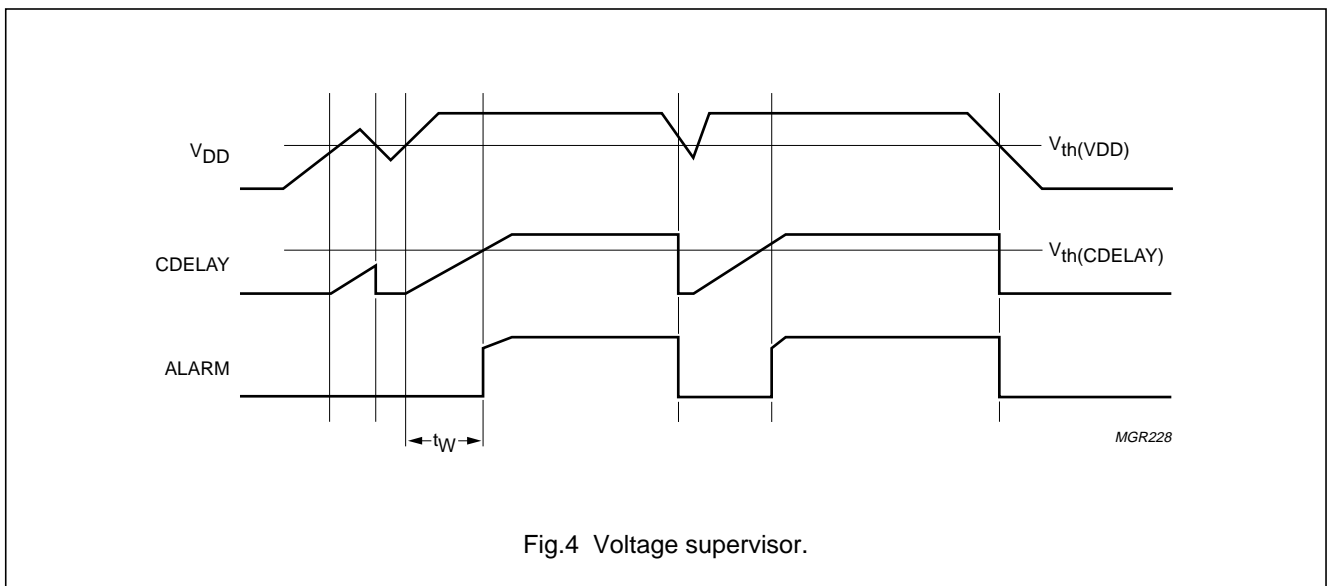 VDD
Vth(VDD)
CDELAY
Vth(CDELAY)
ALARM
tW
MGR228
Fig.4 Voltage supervisor.